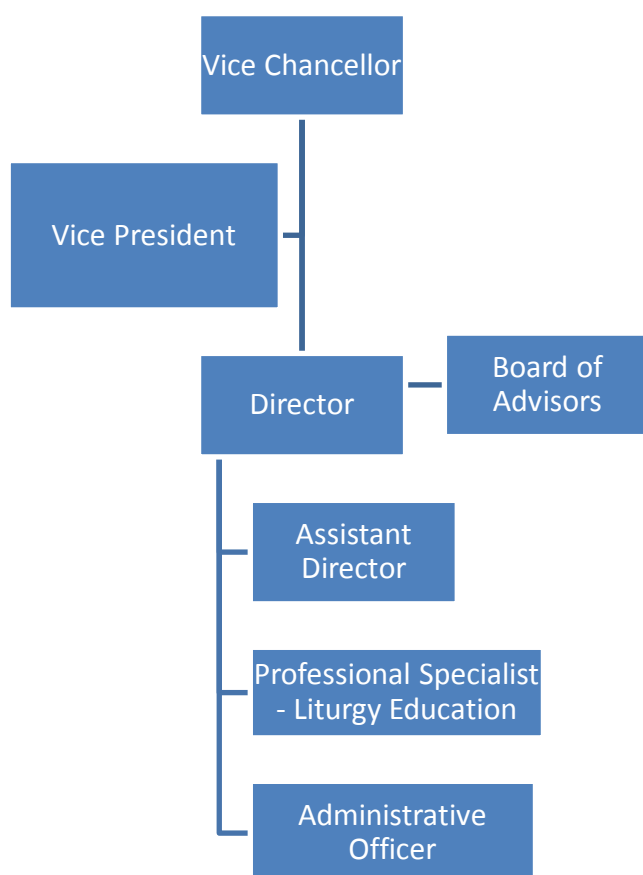 Vice Chancellor
Vice President
Director
Board of
Advisors
Assistant
Director
Professional Specialist
- Liturgy Education
Administrative
Officer